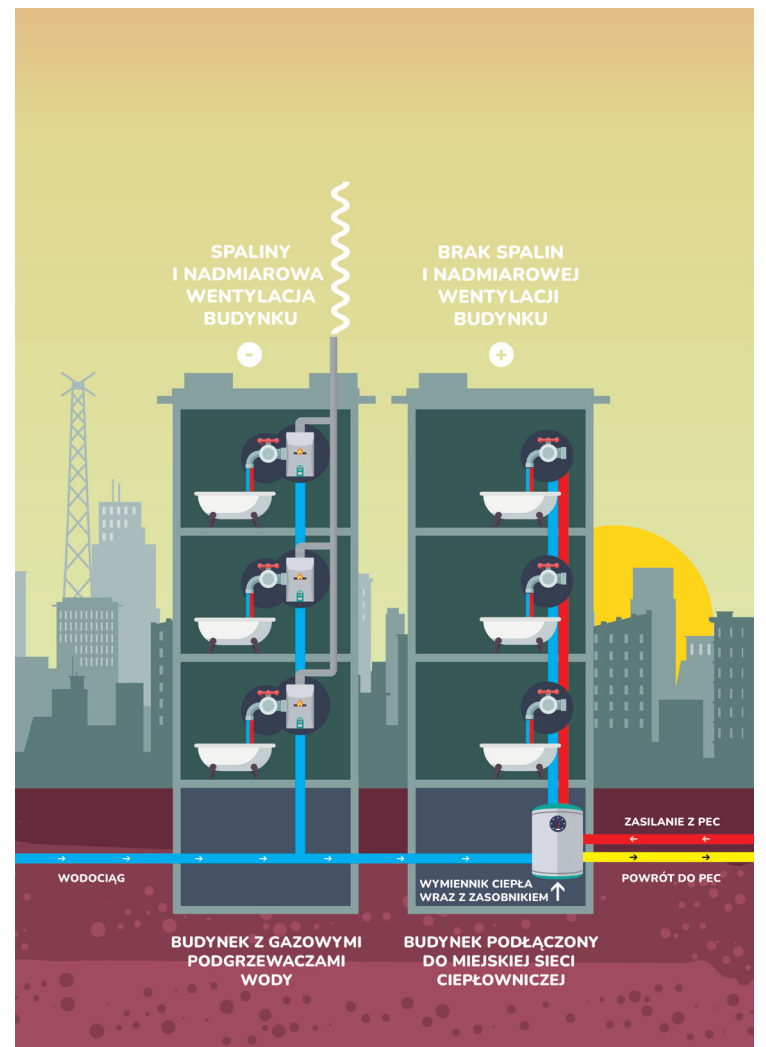 SPALINY
I NADMIAROWA
WENTYLACJA
BUDYNKU
-
BRAK SPALIN
I NADMIAROWEJ
WENTYLACJI
BUDYNKU
+
ZASILANIE Z PEC
WODOCIĄG
WYMIENNIK CIEPŁA
WRAZ Z ZASOBNIKIEM
POWRÓT DO PEC
BUDYNEK Z GAZOWYMI
PODGRZEWACZAMI
WODY
BUDYNEK PODŁĄCZONY
DO MIEJSKIEJ SIECI
CIEPŁOWNICZEJ